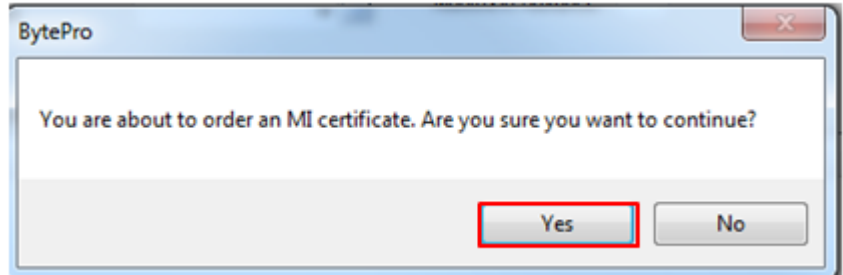 BytePro
You are about to order an MI certificate. Are you sure you want to continue?
Yes No